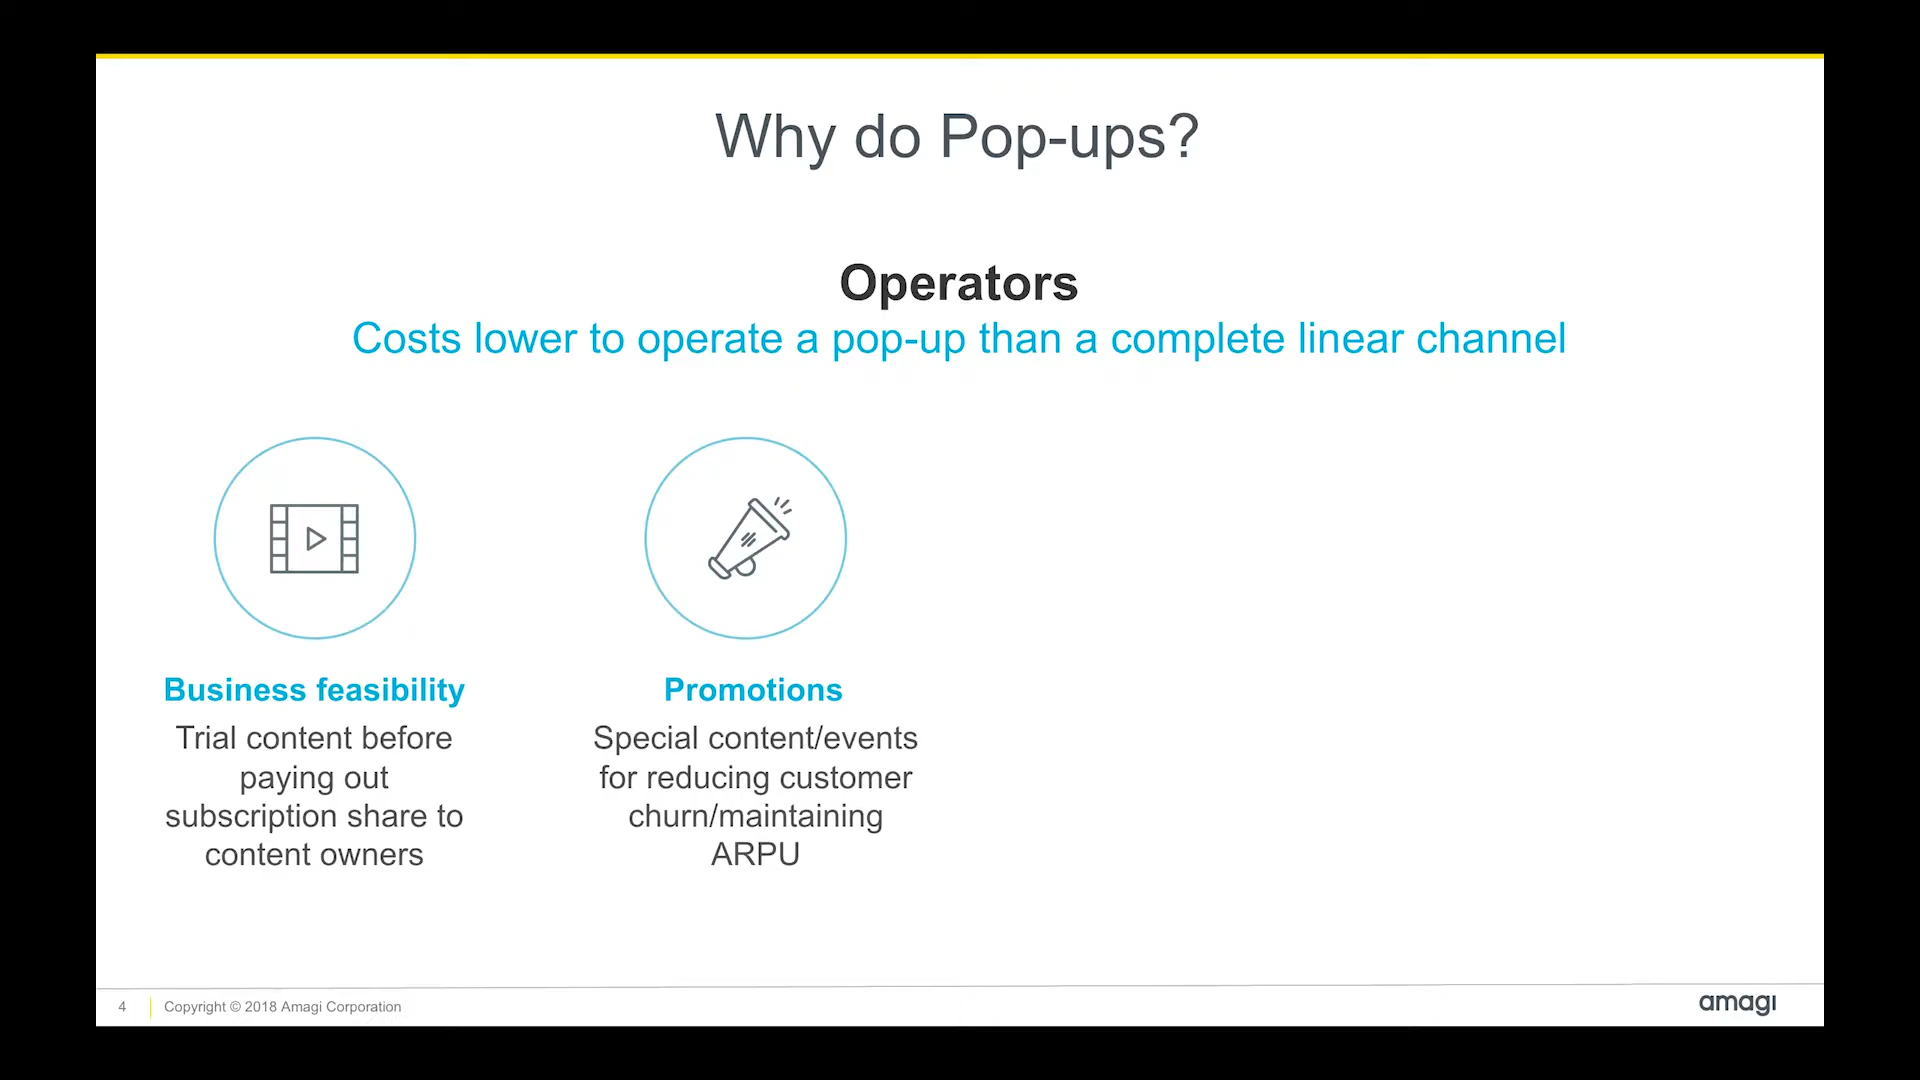 Why do Pop-ups?
Operators
Costs lower to operate a pop-up than a complete linear channel
Business feasibility
Trial content before
paying out
subscription share to
content owners
Promotions
Special content/events
for reducing customer
churn/maintaining
ARPU
4
Copyright © 2018 Amagi Corporation
amagi